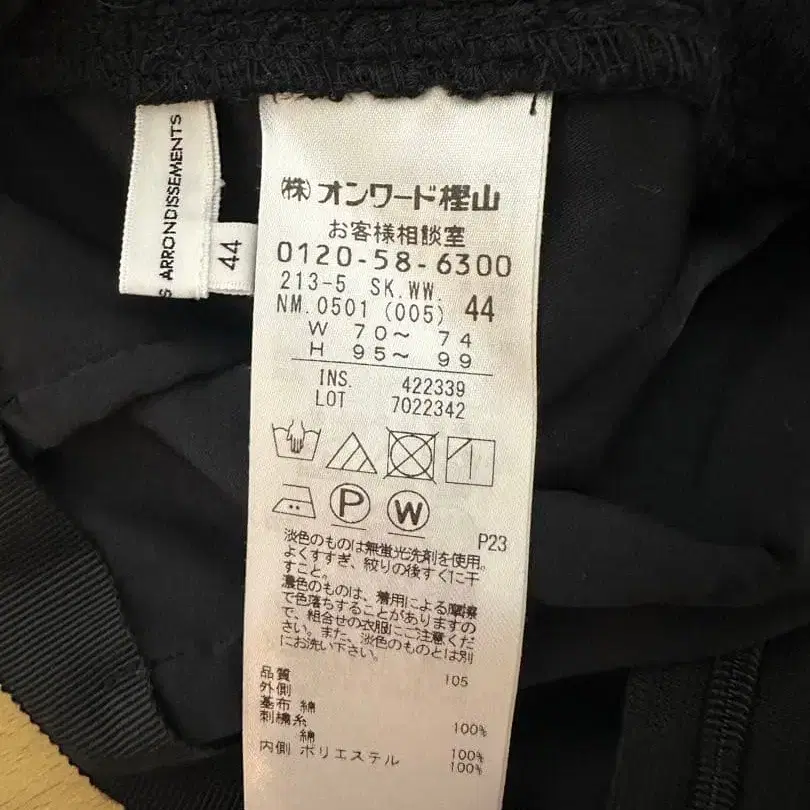 S ARRONDISSEMENTS
44
(株)オンワード樫山
お客様相談室
0120-58-6300
213-5 SK.WW.
NM.0501 (005) 44
W 70～ 74
H 95～ 99
INS. 422339
LOT 7022342
P
W
P23
淡色のものは無蛍光洗剤を使用。
よくすすぎ、絞りの後すぐに干
すこと。
濃色のものは、着用による摩擦
で色落ちすることがありますの
で、組合せの衣服にご注意くだ
さい。また、淡色のものとは別
にお洗い下さい。
品質 105
外側
基布 綿
刺繍糸 100%
綿
内側 ポリエステル 100%
100%